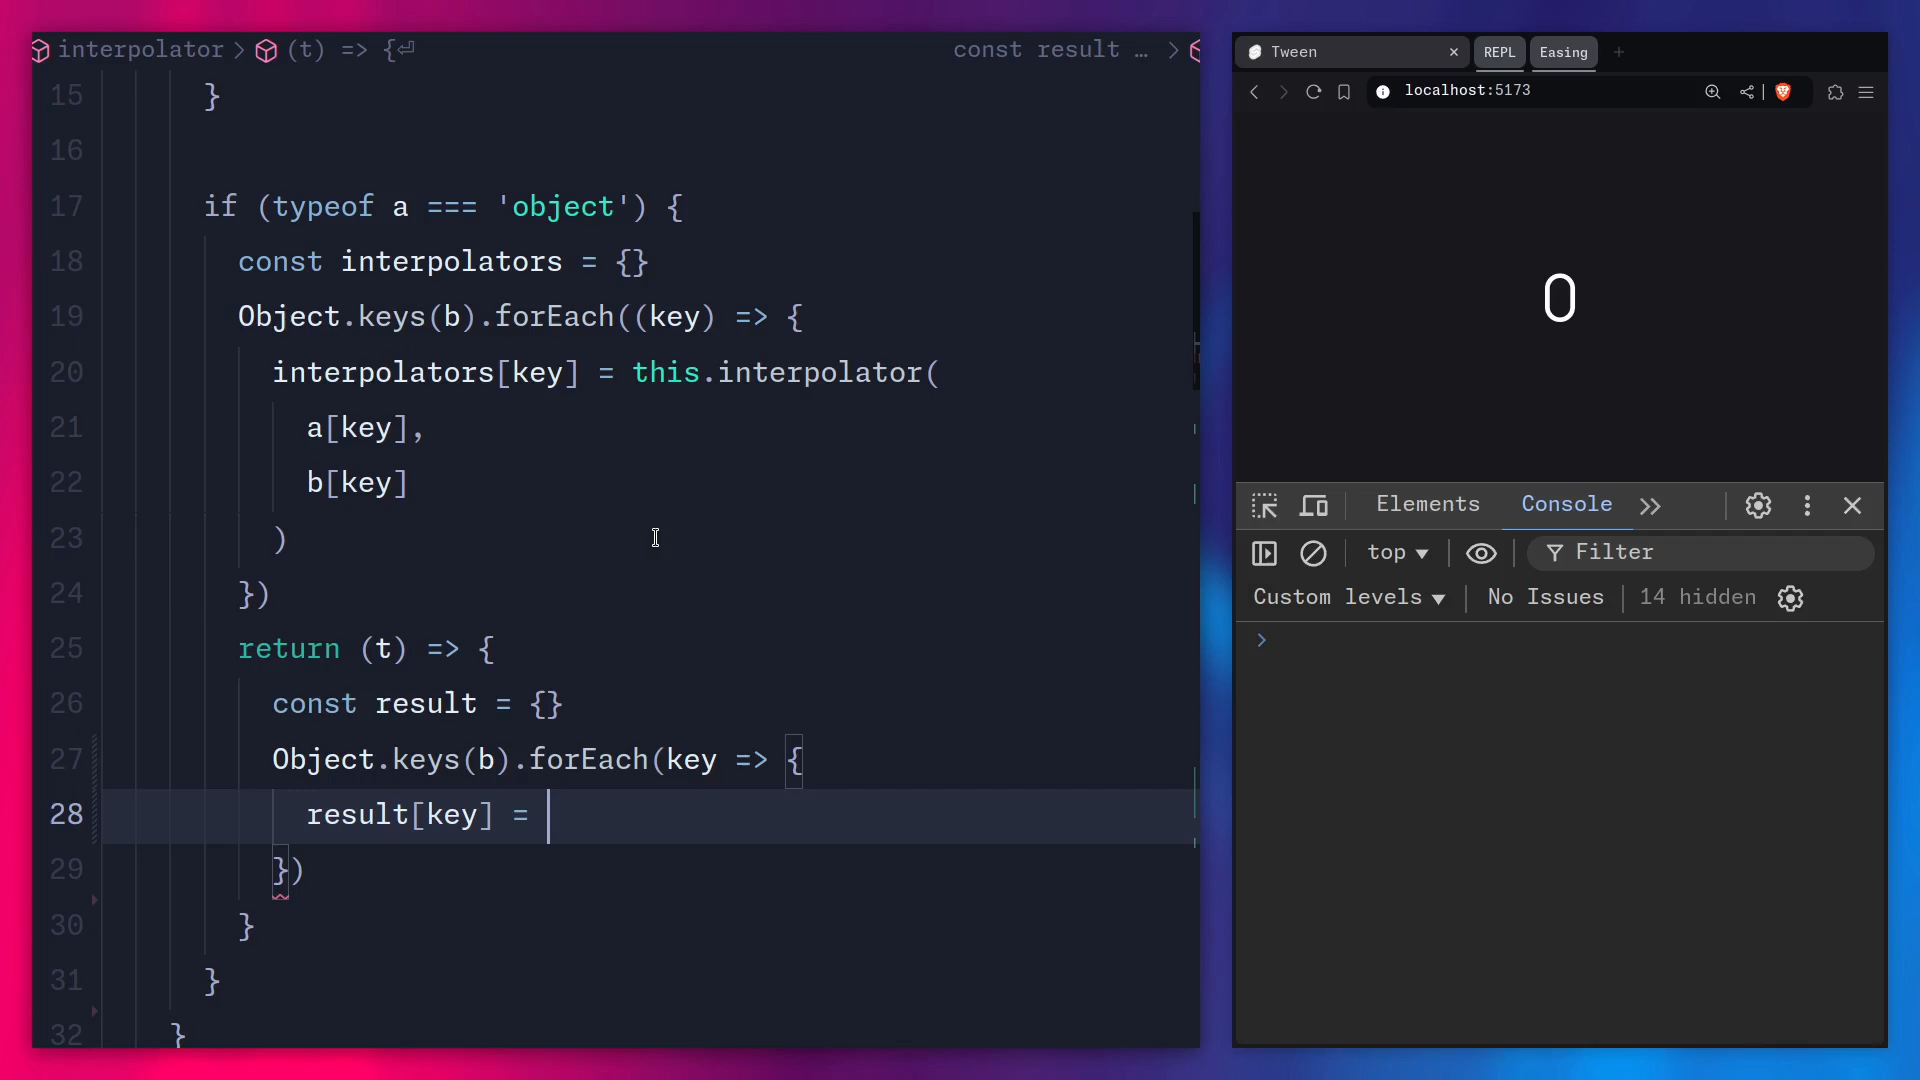 interpolator > (t) => {⏎ const result … >
15 }
16
17 if (typeof a === 'object') {
18 const interpolators = {}
19 Object.keys(b).forEach((key) => {
20 interpolators[key] = this.interpolator(
21 a[key],
22 b[key]
23 )
24 })
25 return (t) => {
26 const result = {}
27 Object.keys(b).forEach(key => {
28 result[key] =
29 })
30 }
31 }
32 }
Tween × REPL Easing +
localhost:5173
0
Elements Console
top ▼ Filter
Custom levels ▼ No Issues 14 hidden